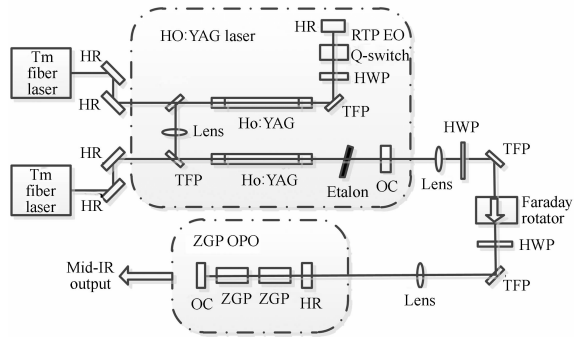 HO:YAG laser
HR
RTP EO
Q-switch
HWP
TFP
Tm
fiber
laser
HR
HR
Ho:YAG
Lens
Tm
fiber
laser
HR
HR
TFP
Ho:YAG
Etalon
OC
Lens
HWP
TFP
Faraday
rotator
HWP
TFP
Lens
ZGP OPO
Mid-IR
output
OC
ZGP
ZGP
HR